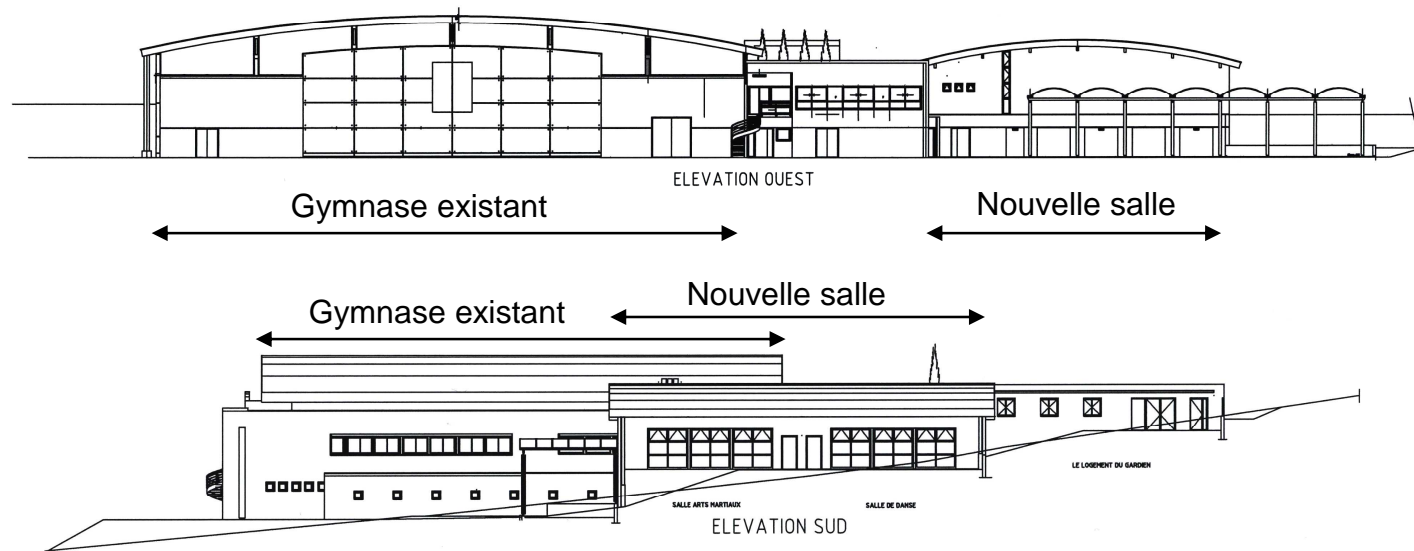 ELEVATION OUEST
Gymnase existant
Nouvelle salle
Nouvelle salle
Gymnase existant
LE LOGEMENT DU GARDIEN
SALLE ARTS MARTIAUX
SALLE DE DANSE
ELEVATION SUD